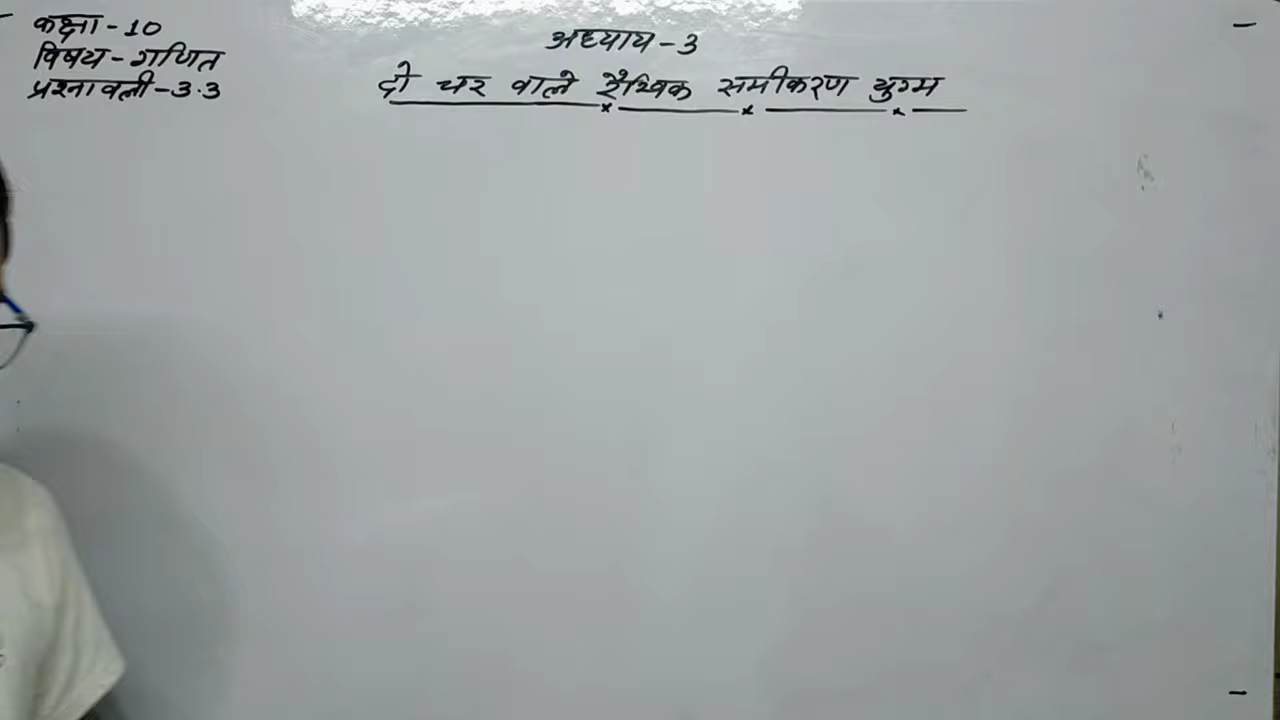 कक्षा-10
विषय-गणित
प्रश्नावली-3.3
अध्याय-3
दो चर वाले रैखिक समीकरण युग्म